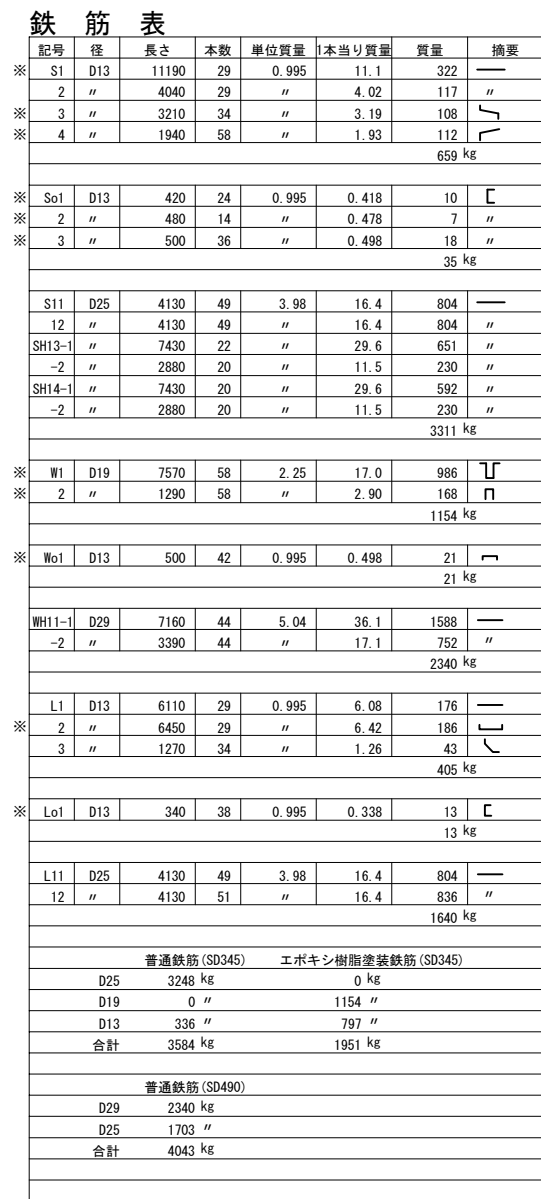 鉄筋表
記号 径 長さ 本数 単位質量 1本当り質量 質量 摘要
※ S1 D13 11190 29 0.995 11.1 322
2 〃 4040 29 〃 4.02 117 〃
※ 3 〃 3210 34 〃 3.19 108
※ 4 〃 1940 58 〃 1.93 112
659 kg
※ So1 D13 420 24 0.995 0.418 10
※ 2 〃 480 14 〃 0.478 7 〃
※ 3 〃 500 36 〃 0.498 18 〃
35 kg
S11 D25 4130 49 3.98 16.4 804
12 〃 4130 49 〃 16.4 804 〃
SH13-1 〃 7430 22 〃 29.6 651 〃
-2 〃 2880 20 〃 11.5 230 〃
SH14-1 〃 7430 20 〃 29.6 592 〃
-2 〃 2880 20 〃 11.5 230 〃
3311 kg
※ W1 D19 7570 58 2.25 17.0 986
※ 2 〃 1290 58 〃 2.90 168
1154 kg
※ Wo1 D13 500 42 0.995 0.498 21
21 kg
WH11-1 D29 7160 44 5.04 36.1 1588
-2 〃 3390 44 〃 17.1 752 〃
2340 kg
L1 D13 6110 29 0.995 6.08 176
※ 2 〃 6450 29 〃 6.42 186
3 〃 1270 34 〃 1.26 43
405 kg
※ Lo1 D13 340 38 0.995 0.338 13
13 kg
L11 D25 4130 49 3.98 16.4 804
12 〃 4130 51 〃 16.4 836 〃
1640 kg
普通鉄筋(SD345) エポキシ樹脂塗装鉄筋(SD345)
D25 3248 kg 0 kg
D19 0 〃 1154 〃
D13 336 〃 797 〃
合計 3584 kg 1951 kg
普通鉄筋(SD490)
D29 2340 kg
D25 1703 〃
合計 4043 kg